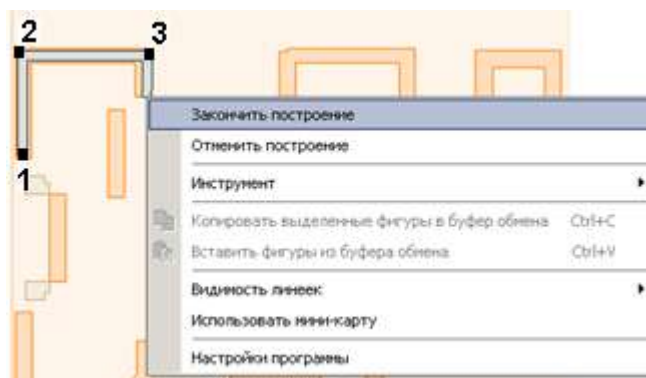 2
3
1
Закончить построение
Отменить построение
Инструмент
Копировать выделенные фигуры в буфер обмена Ctrl+C
Вставить фигуры из буфера обмена Ctrl+V
Видимость линеек
Использовать мини-карту
Настройки программы